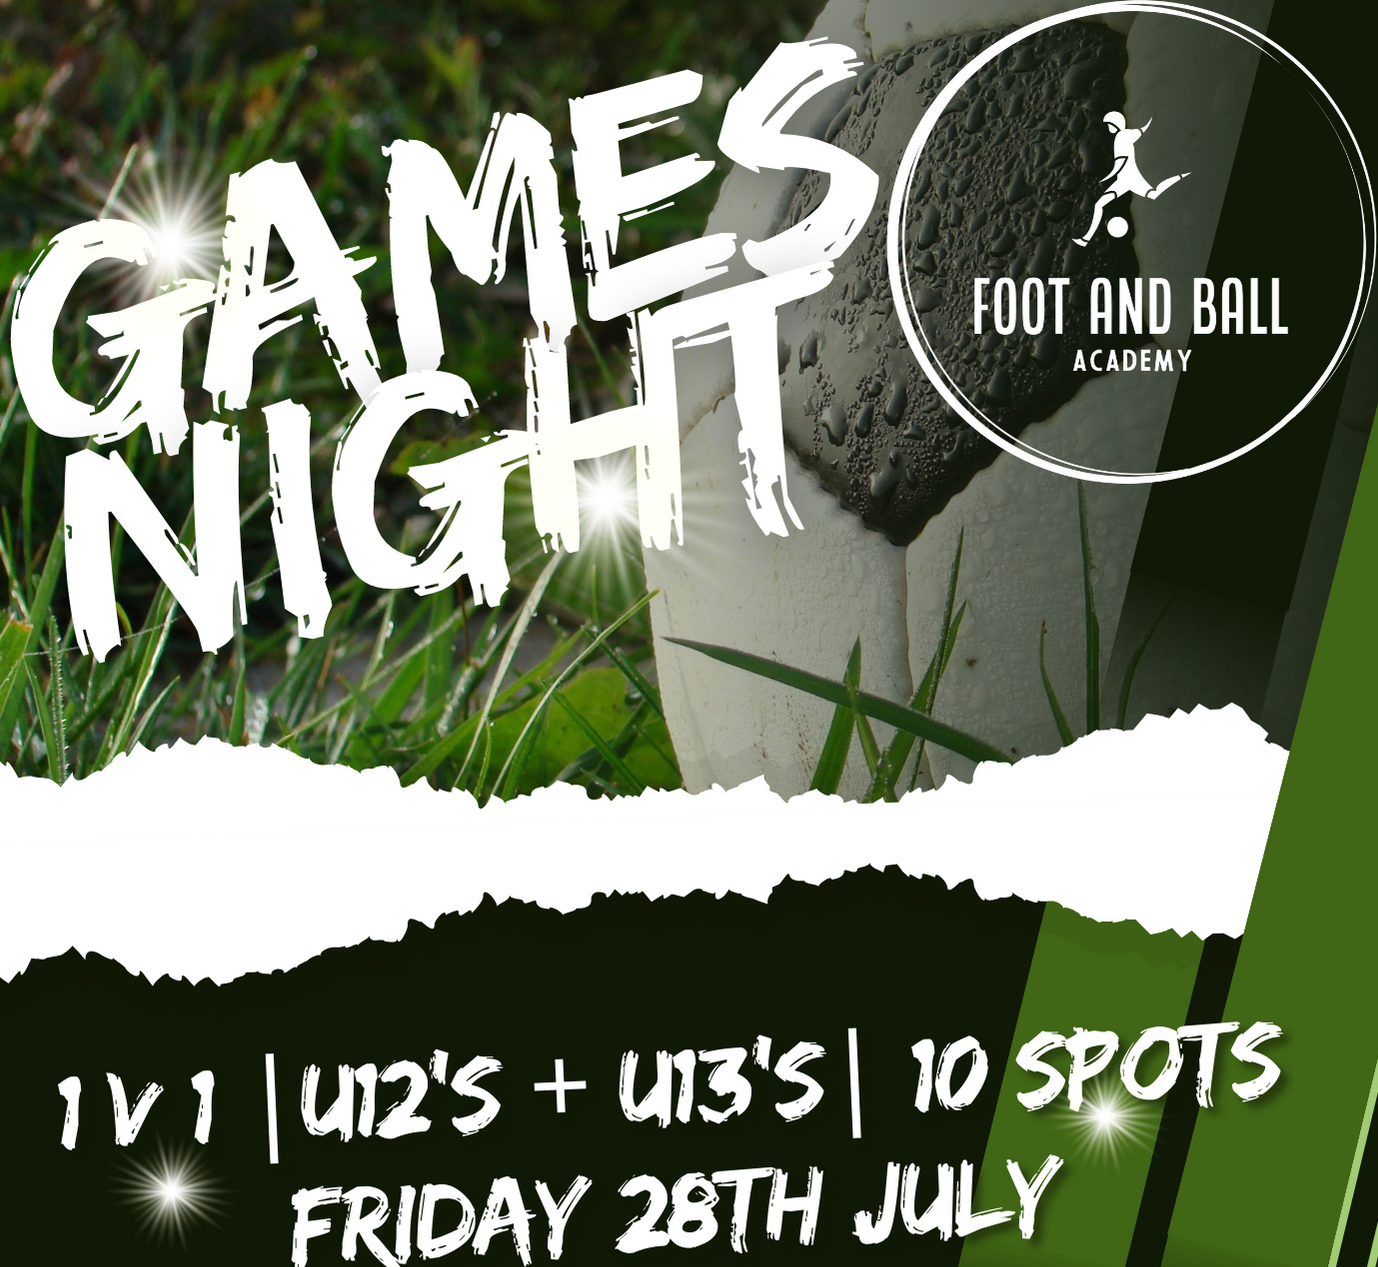 GAMES
NIGHT
FOOT AND BALL
ACADEMY
1 V 1 | U12'S + U13'S | 10 SPOTS
FRIDAY 28TH JULY